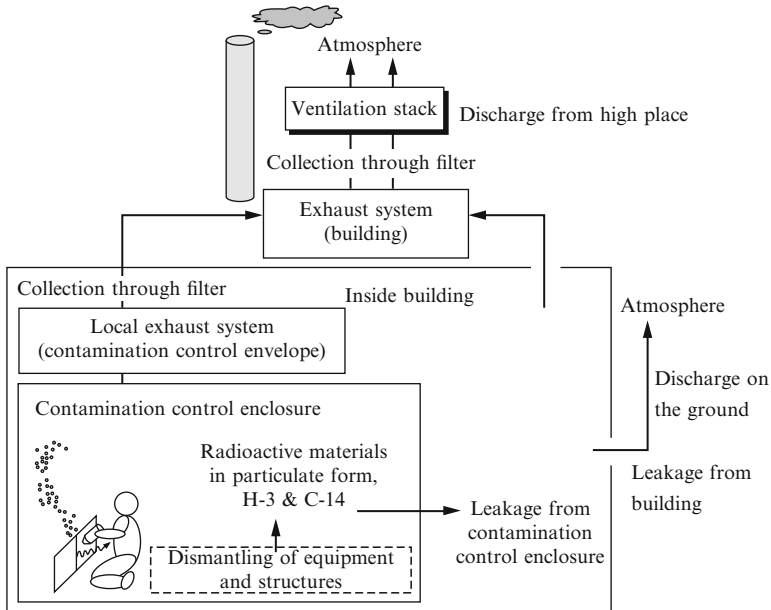 Atmosphere
Ventilation stack
Discharge from high place
Collection through filter
Exhaust system
(building)
Collection through filter
Inside building
Local exhaust system
(contamination control envelope)
Atmosphere
Discharge on
the ground
Contamination control enclosure
Radioactive materials
in particulate form,
H-3 & C-14
Leakage from
building
Leakage from
contamination
control enclosure
Dismantling of equipment
and structures